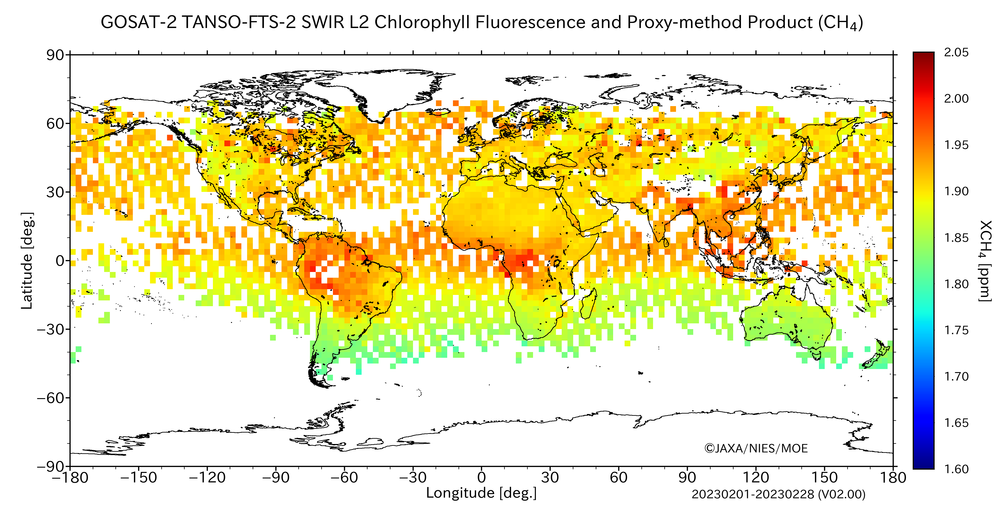 GOSAT-2 TANSO-FTS-2 SWIR L2 Chlorophyll Fluorescence and Proxy-method Product (CH₄)
90
60
30
0
−30
−60
−90
Latitude [deg.]
−180 −150 −120 −90 −60 −30 0 30 60 90 120 150 180
Longitude [deg.]
©JAXA/NIES/MOE
20230201-20230228 (V02.00)
2.05
2.00
1.95
1.90
1.85
1.80
1.75
1.70
1.65
1.60
XCH₄ [ppm]